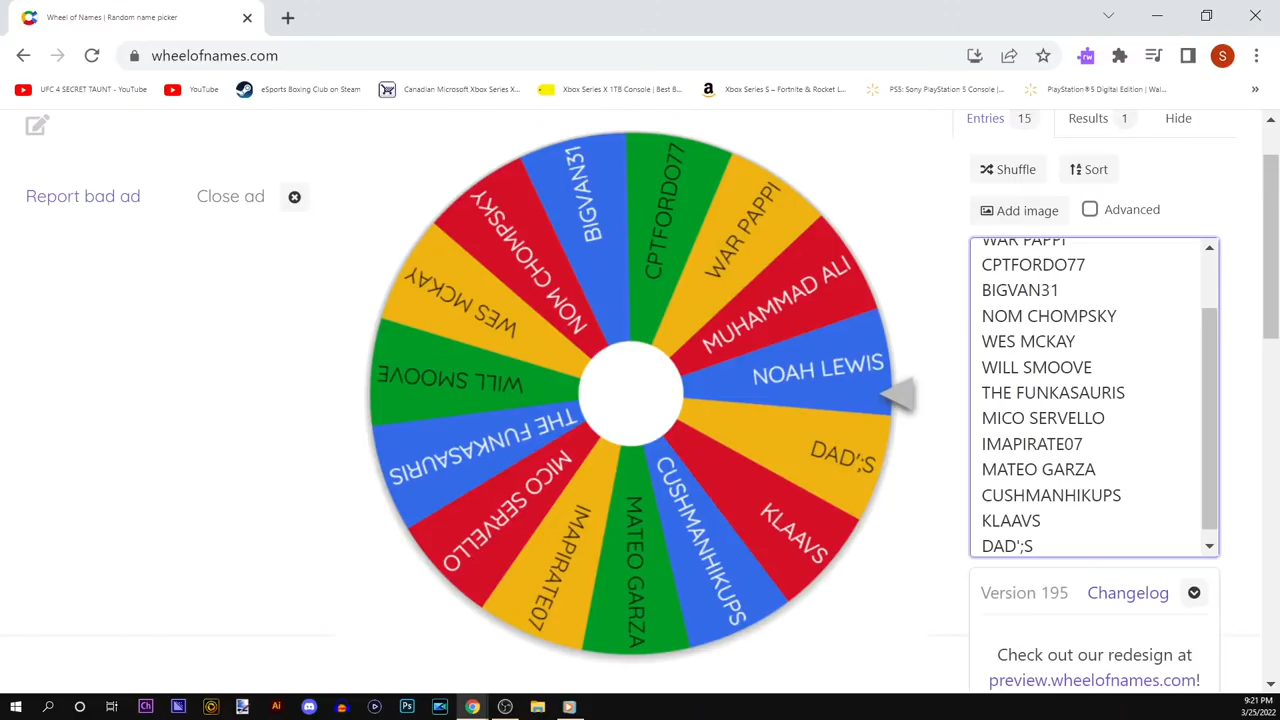 Wheel of Names | Random name picker
wheelofnames.com
S
UFC 4 SECRET TAUNT - YouTube
YouTube
eSports Boxing Club on Steam
Canadian Microsoft Xbox Series X...
Xbox Series X 1TB Console | Best B...
Xbox Series S – Fortnite & Rocket L...
PS5: Sony PlayStation 5 Console |...
PlayStation®5 Digital Edition | Wal...
Entries 15
Results 1
Hide
Shuffle
Sort
Add image
Advanced
Report bad ad
Close ad
BIGVAN31
CPTFORDO77
WAR PAPPI
MUHAMMAD ALI
NOAH LEWIS
DAD';S
KLAAVS
CUSHMANHIKUPS
MATEO GARZA
IMAPIRATE07
MICO SERVELLO
THE FUNKASAURIS
WILL SMOOVE
WES MCKAY
NOM CHOMPSKY
WAR PAPPI
CPTFORDO77
BIGVAN31
NOM CHOMPSKY
WES MCKAY
WILL SMOOVE
THE FUNKASAURIS
MICO SERVELLO
IMAPIRATE07
MATEO GARZA
CUSHMANHIKUPS
KLAAVS
DAD';S
Version 195
Changelog
Check out our redesign at
preview.wheelofnames.com!
9:21 PM
3/25/2022